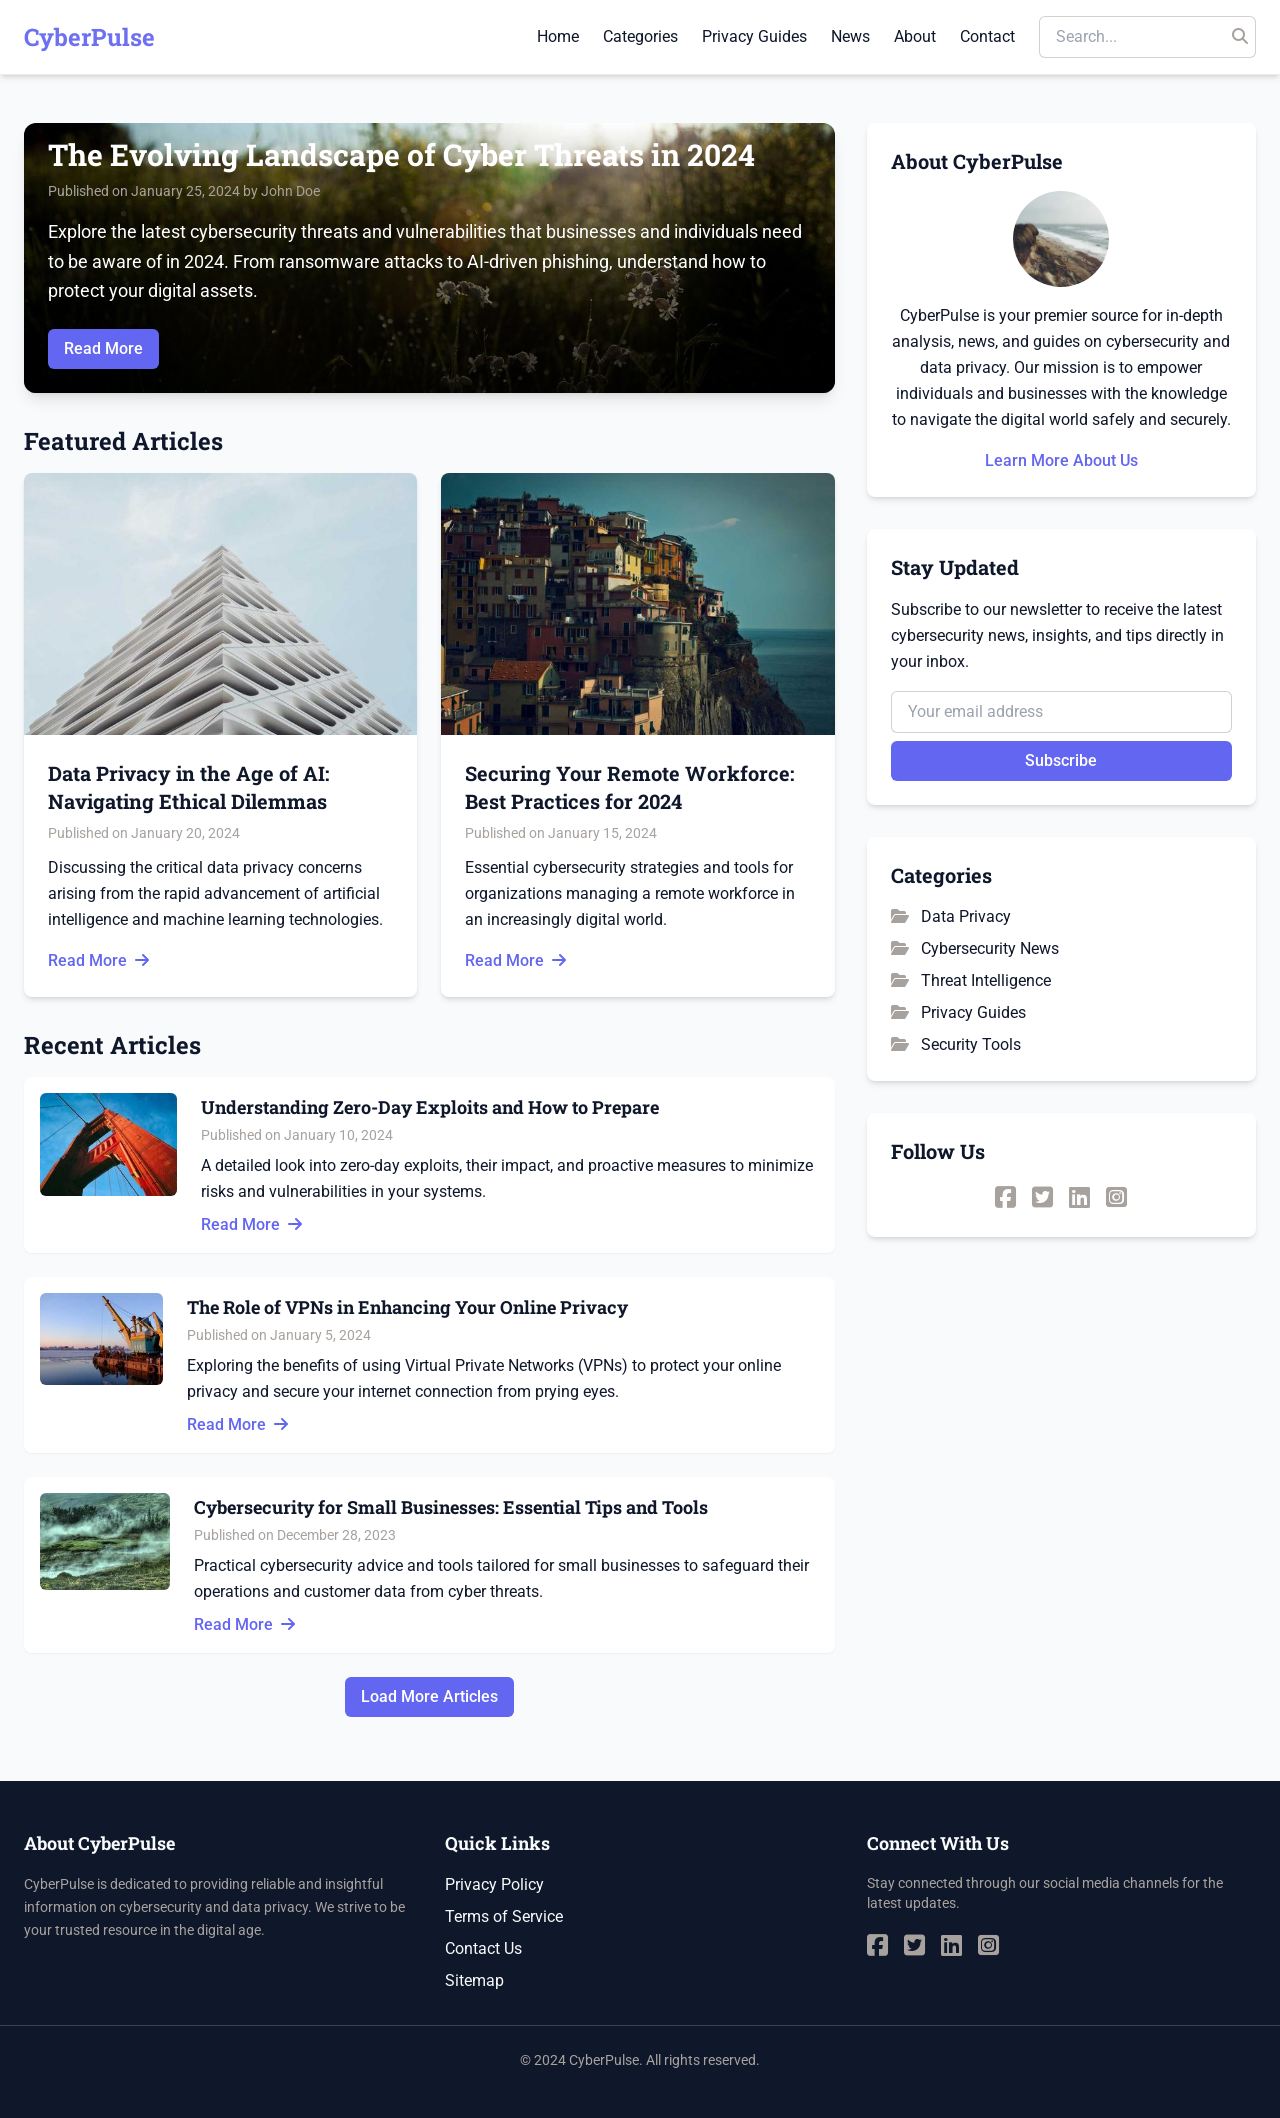 CyberPulse
Home
Categories
Privacy Guides
News
About
Contact
Search...
The Evolving Landscape of Cyber Threats in 2024
Published on January 25, 2024 by John Doe
Explore the latest cybersecurity threats and vulnerabilities that businesses and individuals need
to be aware of in 2024. From ransomware attacks to AI-driven phishing, understand how to
protect your digital assets.
Read More
Featured Articles
Data Privacy in the Age of AI:
Navigating Ethical Dilemmas
Published on January 20, 2024
Discussing the critical data privacy concerns
arising from the rapid advancement of artificial
intelligence and machine learning technologies.
Read More
Securing Your Remote Workforce:
Best Practices for 2024
Published on January 15, 2024
Essential cybersecurity strategies and tools for
organizations managing a remote workforce in
an increasingly digital world.
Read More
Recent Articles
Understanding Zero-Day Exploits and How to Prepare
Published on January 10, 2024
A detailed look into zero-day exploits, their impact, and proactive measures to minimize
risks and vulnerabilities in your systems.
Read More
The Role of VPNs in Enhancing Your Online Privacy
Published on January 5, 2024
Exploring the benefits of using Virtual Private Networks (VPNs) to protect your online
privacy and secure your internet connection from prying eyes.
Read More
Cybersecurity for Small Businesses: Essential Tips and Tools
Published on December 28, 2023
Practical cybersecurity advice and tools tailored for small businesses to safeguard their
operations and customer data from cyber threats.
Read More
Load More Articles
About CyberPulse
CyberPulse is your premier source for in-depth
analysis, news, and guides on cybersecurity and
data privacy. Our mission is to empower
individuals and businesses with the knowledge
to navigate the digital world safely and securely.
Learn More About Us
Stay Updated
Subscribe to our newsletter to receive the latest
cybersecurity news, insights, and tips directly in
your inbox.
Your email address
Subscribe
Categories
Data Privacy
Cybersecurity News
Threat Intelligence
Privacy Guides
Security Tools
Follow Us
About CyberPulse
CyberPulse is dedicated to providing reliable and insightful
information on cybersecurity and data privacy. We strive to be
your trusted resource in the digital age.
Quick Links
Privacy Policy
Terms of Service
Contact Us
Sitemap
Connect With Us
Stay connected through our social media channels for the
latest updates.
© 2024 CyberPulse. All rights reserved.